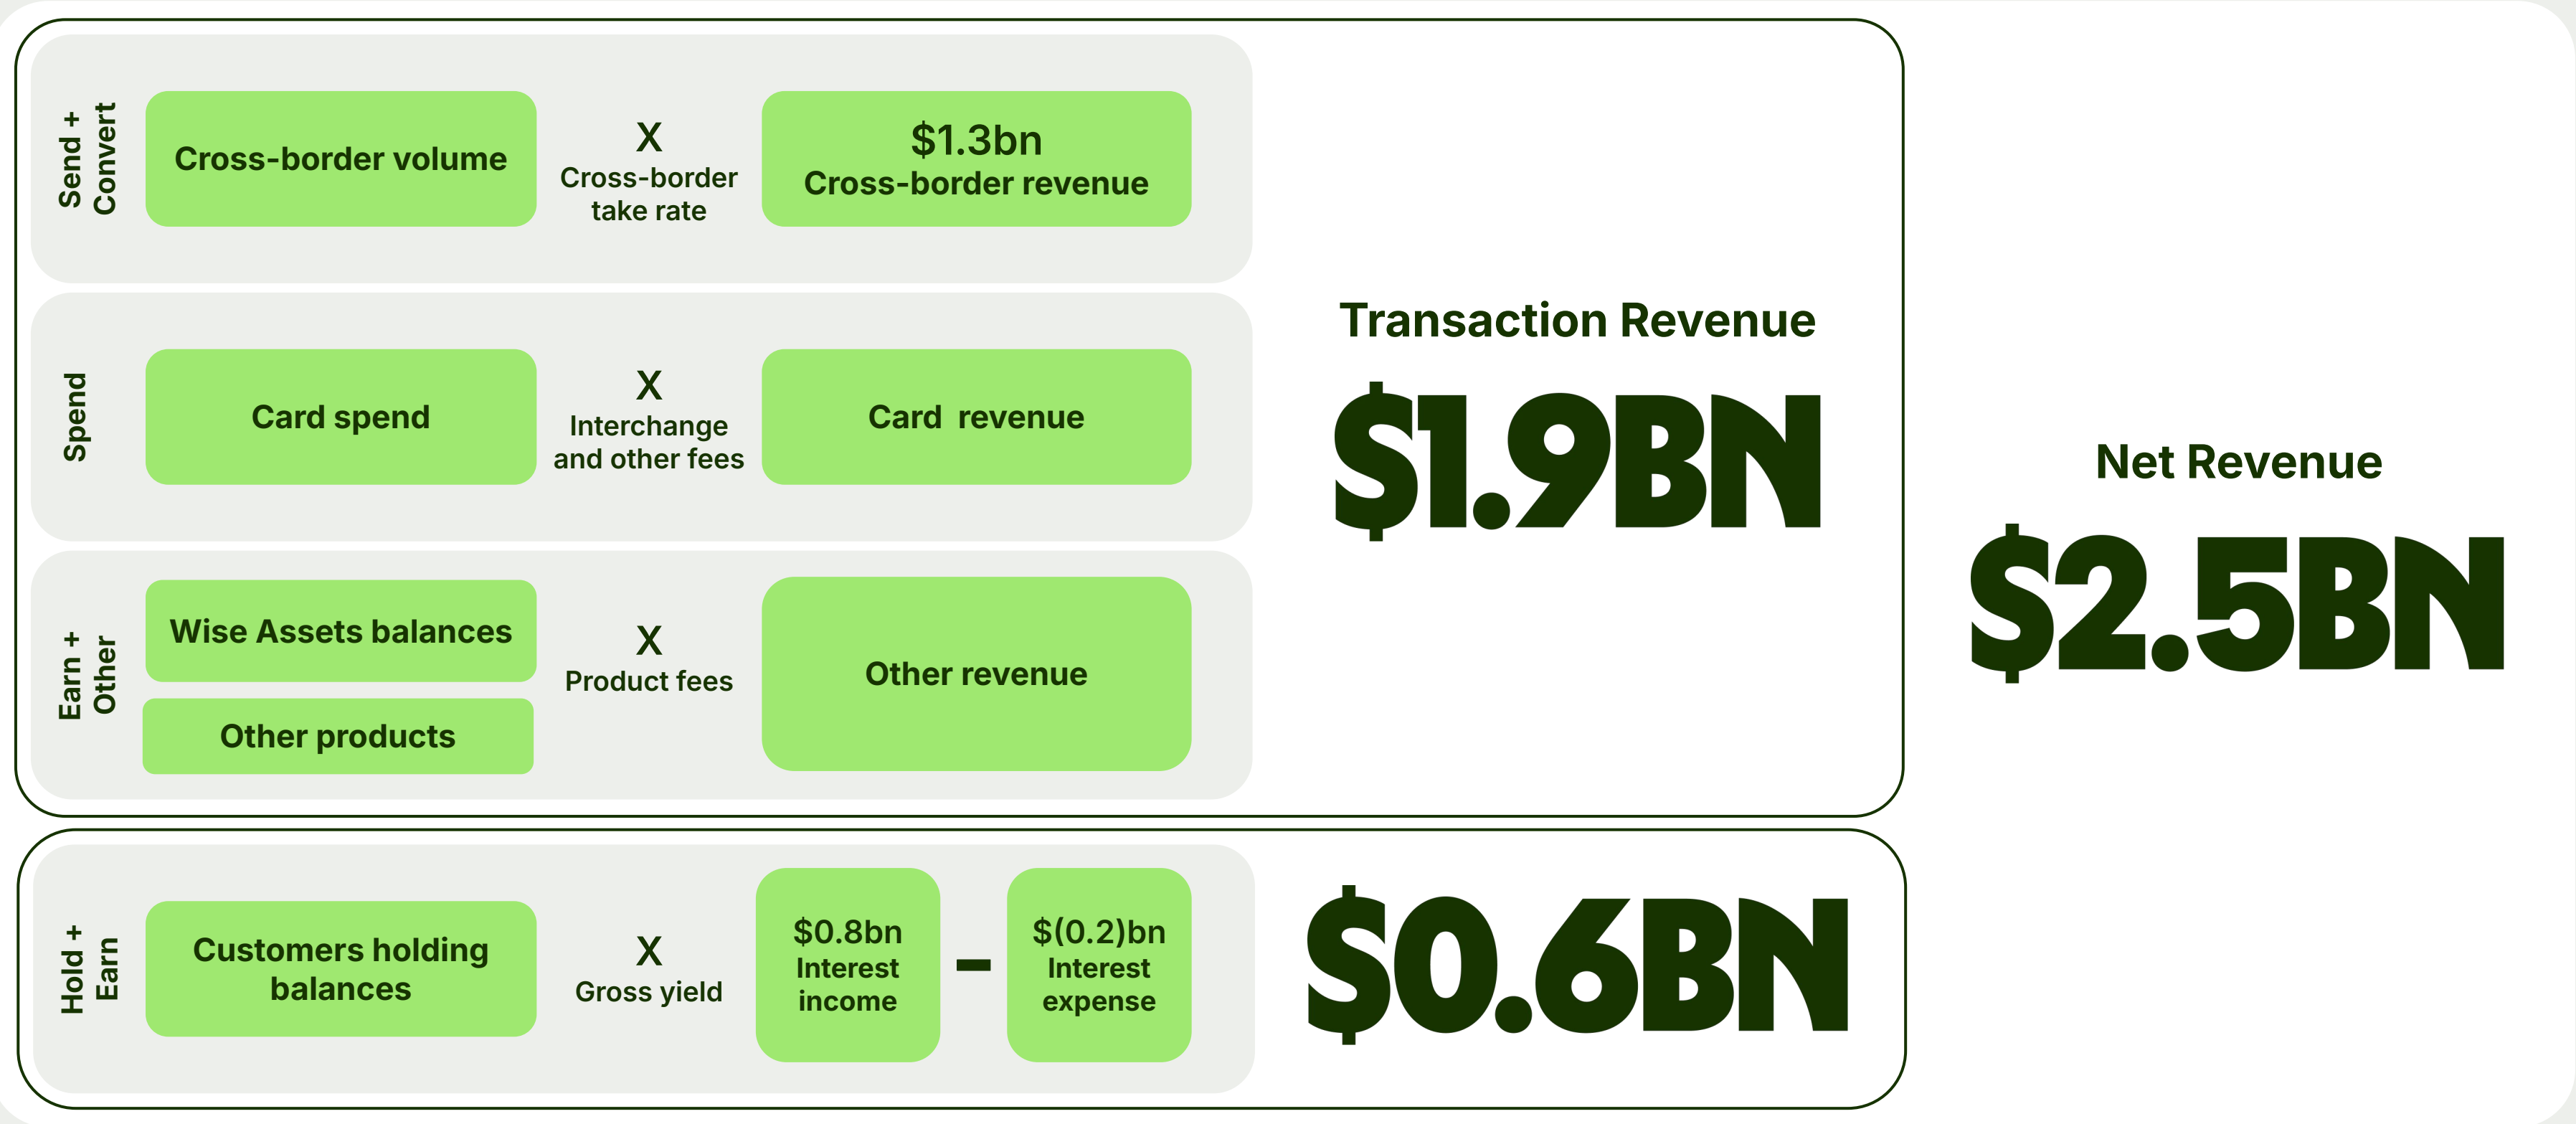 Send +
Convert
Cross-border volume
X
Cross-border
take rate
$1.3bn
Cross-border revenue
Spend
Card spend
X
Interchange
and other fees
Card  revenue
Earn +
Other
Wise Assets balances
Other products
X
Product fees
Other revenue
Transaction Revenue
$1.9BN
Hold +
Earn
Customers holding
balances
X
Gross yield
$0.8bn
Interest
income
–
$(0.2)bn
Interest
expense
$0.6BN
Net Revenue
$2.5BN